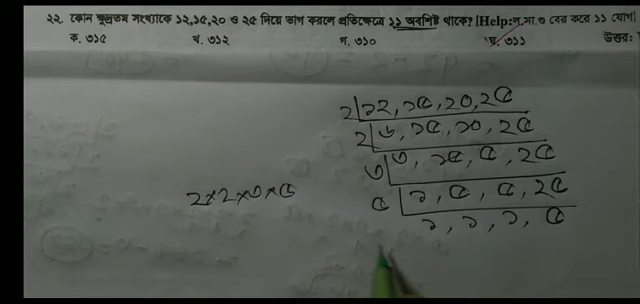 ২২. কোন ক্ষুদ্রতম সংখ্যাকে ১২,১৫,২০ ও ২৫ দিয়ে ভাগ করলে প্রতিক্ষেত্রে ১১ অবশিষ্ট থাকে? [Help:ল.সা.গু বের করে ১১ যোগ]
ক. ৩১৫ খ. ৩১২ গ. ৩১০ ঘ. ৩১১ উত্তর:
২|১২, ১৫, ২০, ২৫
২|৬, ১৫, ১০, ২৫
৩|৩, ১৫, ৫, ২৫
৫|১, ৫, ৫, ২৫
১, ১, ১, ৫
২×২×৩×৫